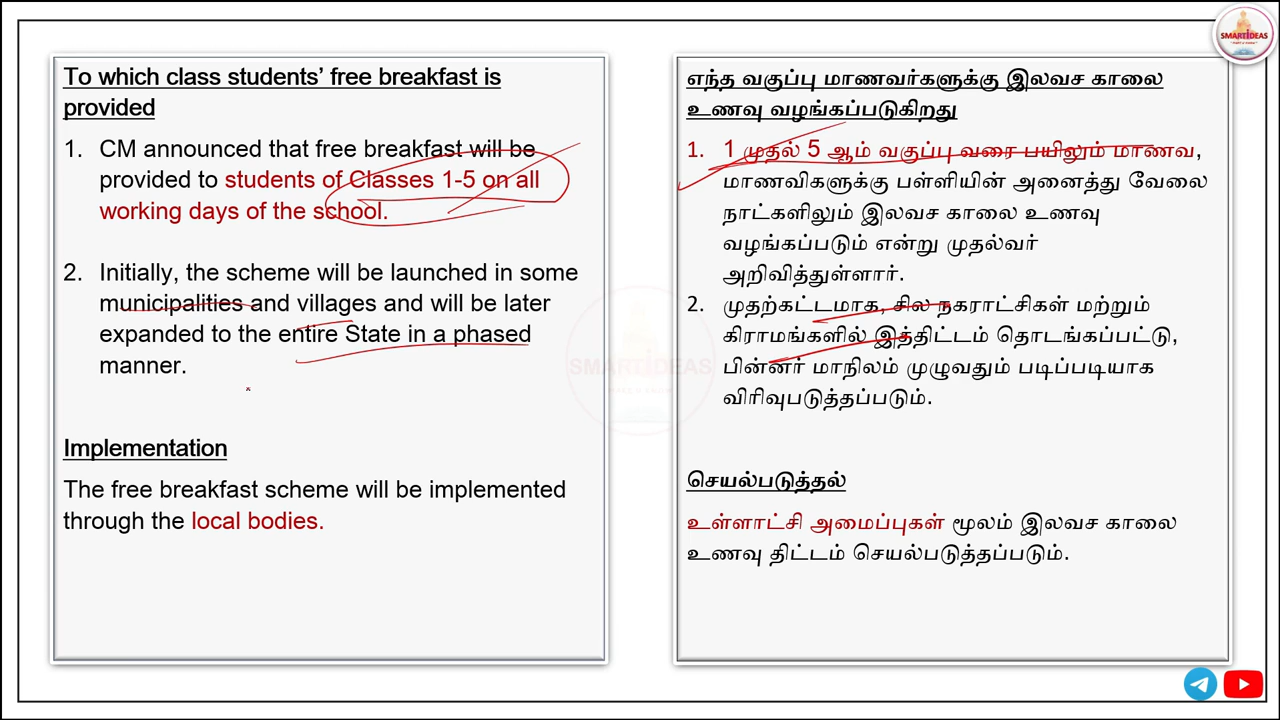 SMARTIDEAS
To which class students' free breakfast is
provided
1. CM announced that free breakfast will be
provided to students of Classes 1-5 on all
working days of the school.
2. Initially, the scheme will be launched in some
municipalities and villages and will be later
expanded to the entire State in a phased
manner.
Implementation
The free breakfast scheme will be implemented
through the local bodies.
எந்த வகுப்பு மாணவர்களுக்கு இலவச காலை
உணவு வழங்கப்படுகிறது
1. 1 முதல் 5 ஆம் வகுப்பு வரை பயிலும் மாணவ,
மாணவிகளுக்கு பள்ளியின் அனைத்து வேலை
நாட்களிலும் இலவச காலை உணவு
வழங்கப்படும் என்று முதல்வர்
அறிவித்துள்ளார்.
2. முதற்கட்டமாக, சில நகராட்சிகள் மற்றும்
கிராமங்களில் இத்திட்டம் தொடங்கப்பட்டு,
பின்னர் மாநிலம் முழுவதும் படிப்படியாக
விரிவுபடுத்தப்படும்.
செயல்படுத்தல்
உள்ளாட்சி அமைப்புகள் மூலம் இலவச காலை
உணவு திட்டம் செயல்படுத்தப்படும்.
SMARTIDEAS